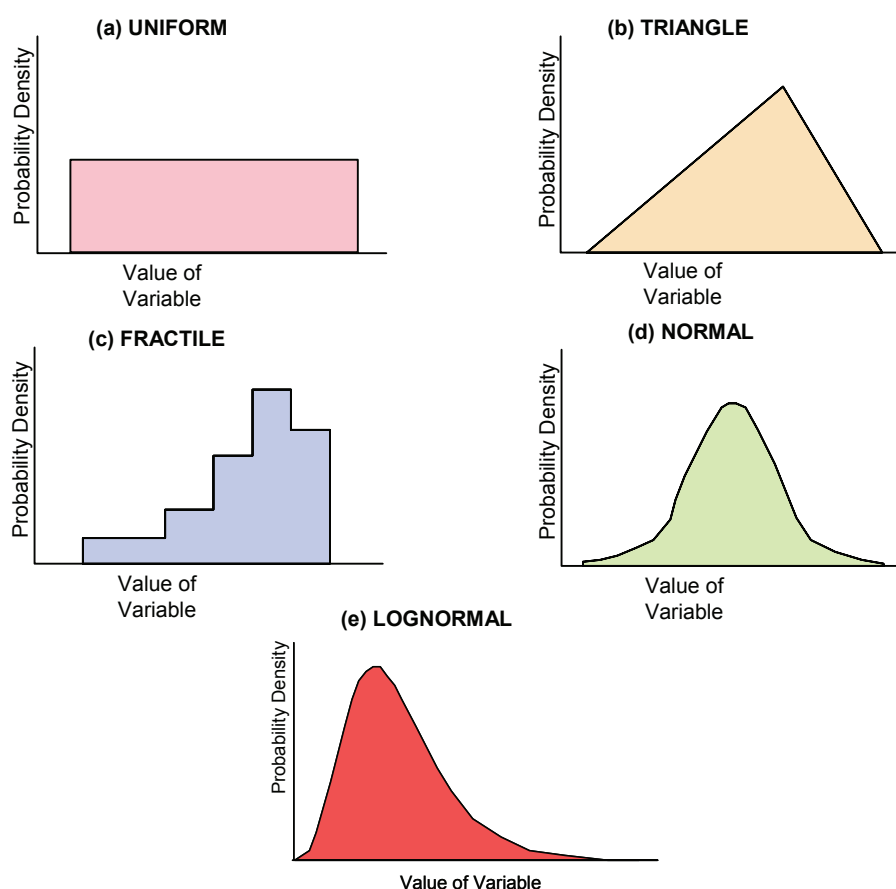 (a) UNIFORM
Probability Density
Value of
Variable
(b) TRIANGLE
Probability Density
Value of
Variable
(c) FRACTILE
Probability Density
Value of
Variable
(d) NORMAL
Probability Density
Value of
Variable
(e) LOGNORMAL
Probability Density
Value of Variable